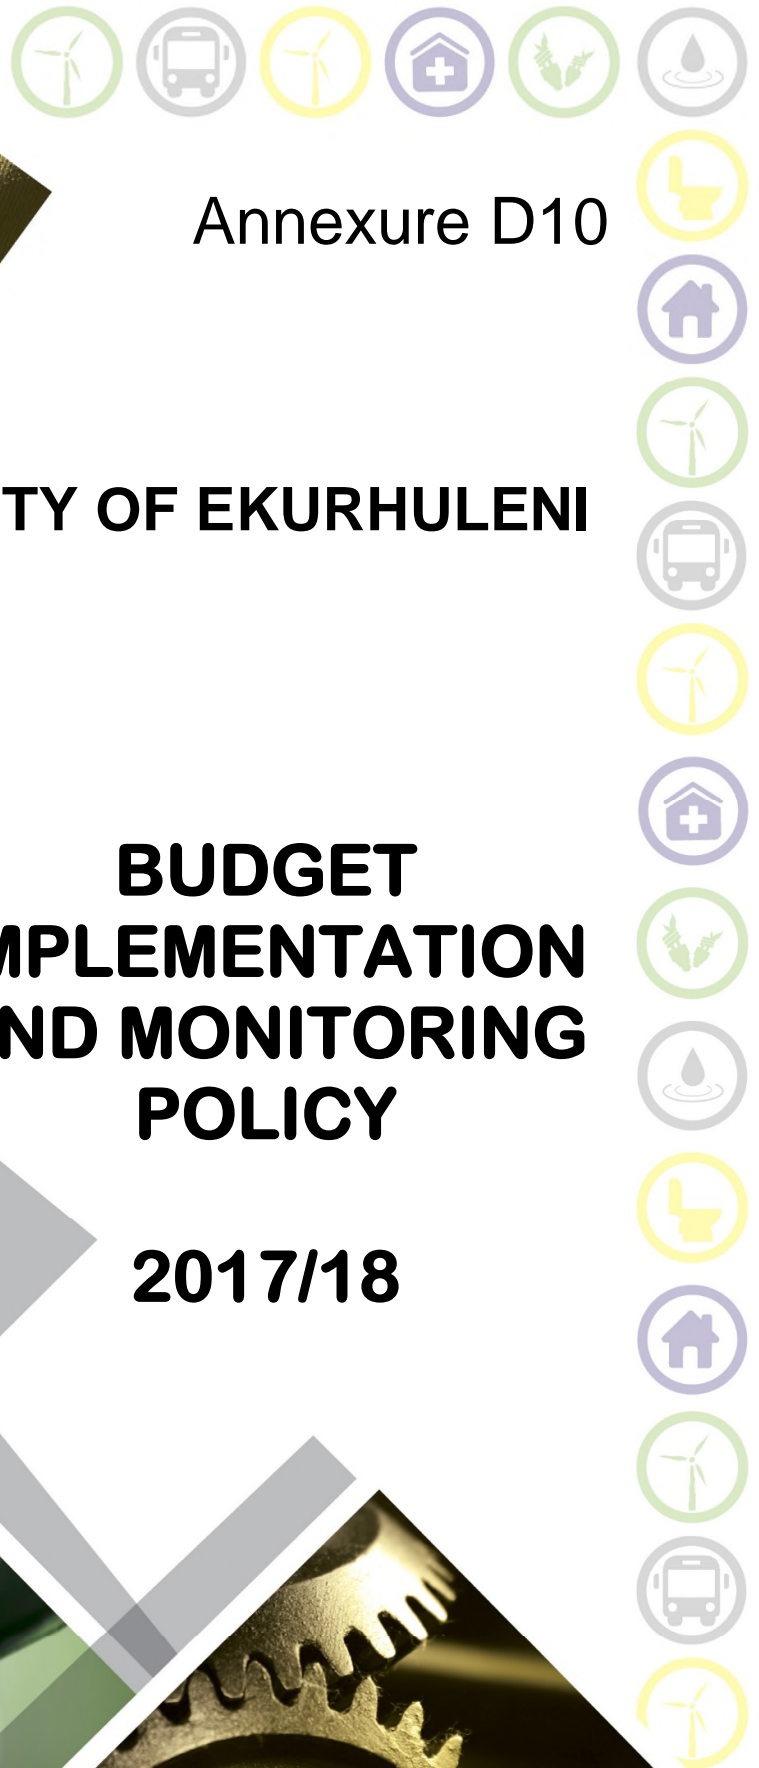 Annexure D10
TY OF EKURHULENI
BUDGET
MPLEMENTATION
ND MONITORING
POLICY
2017/18